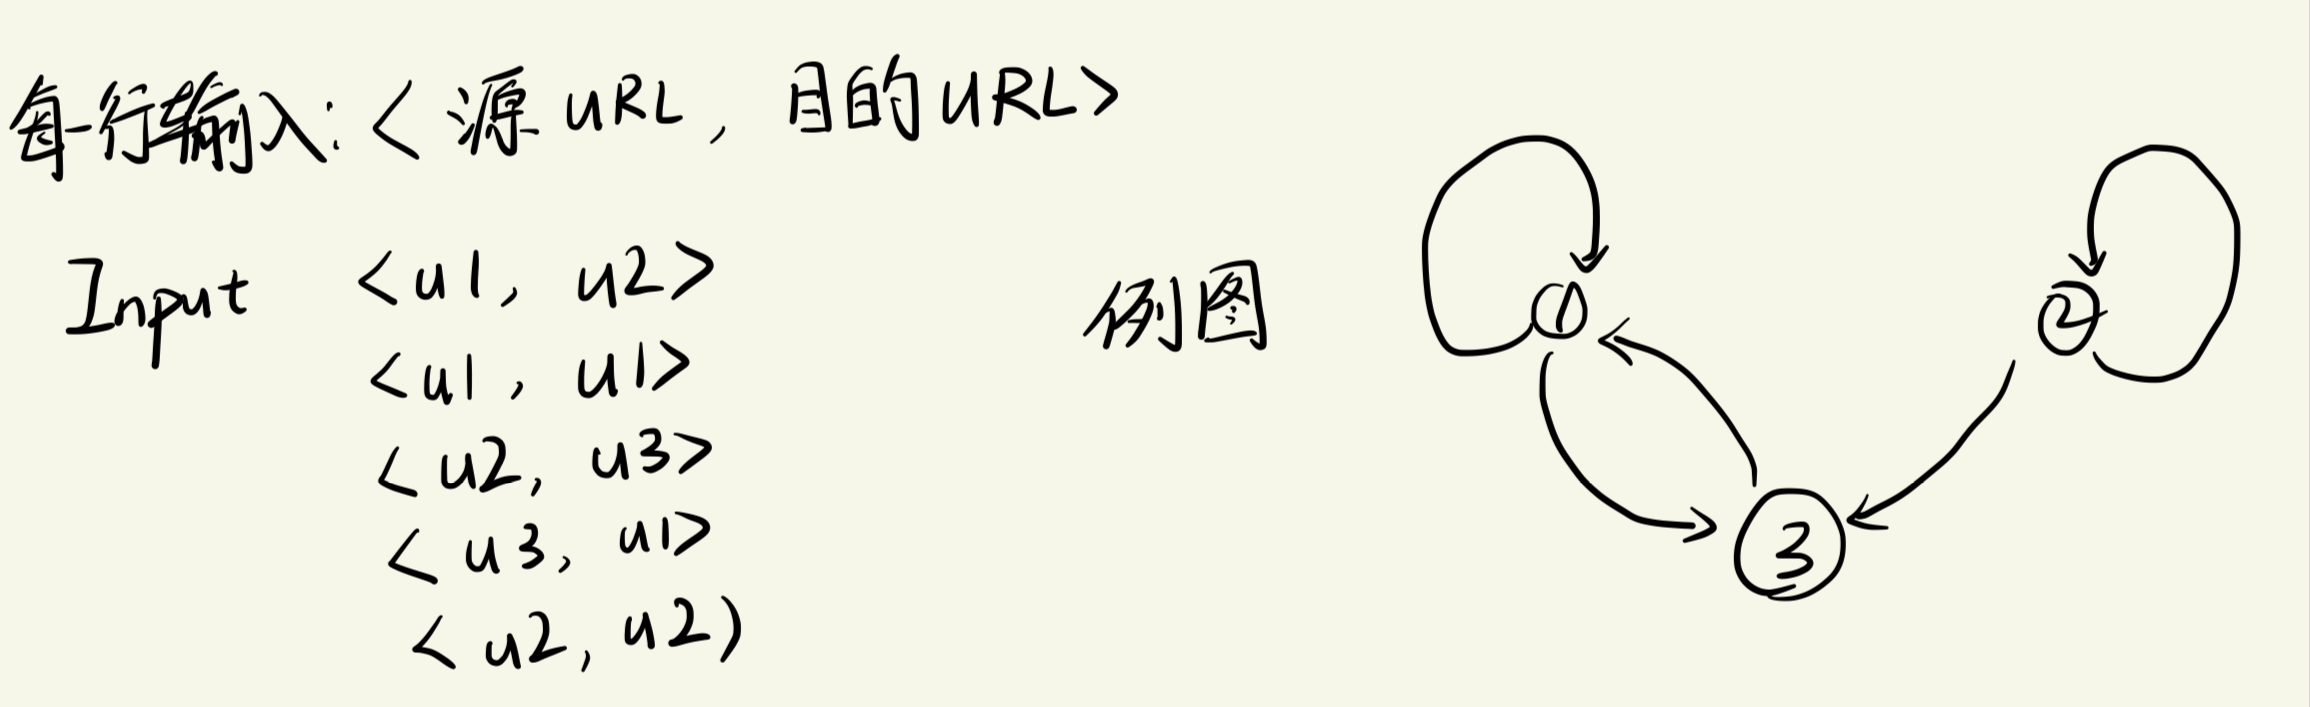 每行输入:<源URL,目的URL>
Input <u1, u2>
<u1, u1>
<u2, u3>
<u3, u1>
<u2, u2)
例图
1
2
3